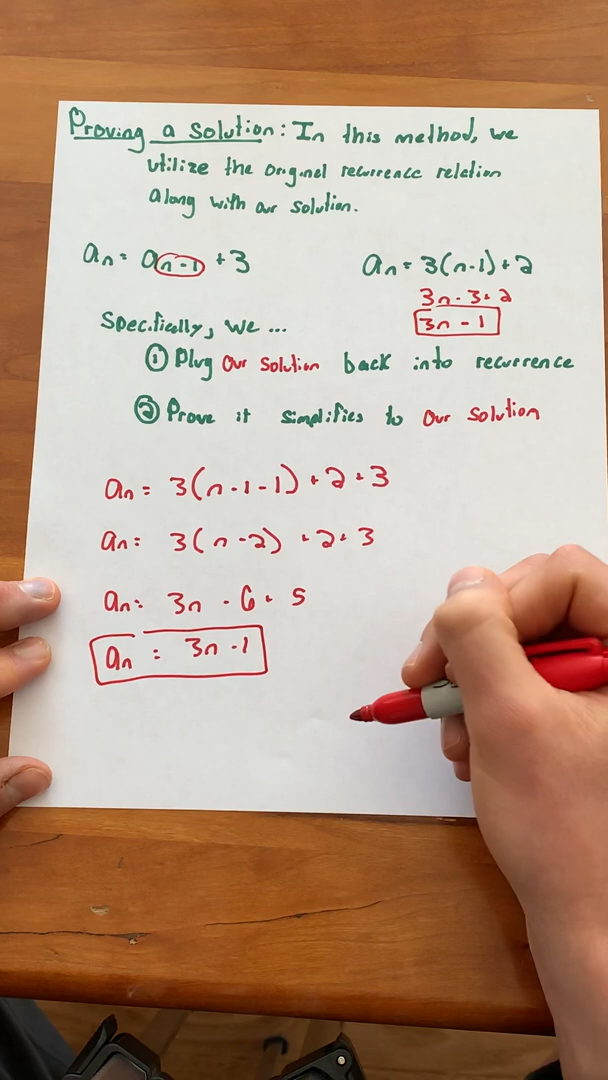 Proving a Solution: In this method, we
utilize the original recurrence relation
along with our solution.
an = an-1 + 3
an = 3(n-1) + 2
3n - 3 + 2
3n - 1
Specifically, we ...
① Plug our solution back into recurrence
② Prove it simplifies to our solution
an = 3(n-1-1) + 2 + 3
an = 3(n-2) + 2 + 3
an = 3n - 6 + 5
an = 3n - 1